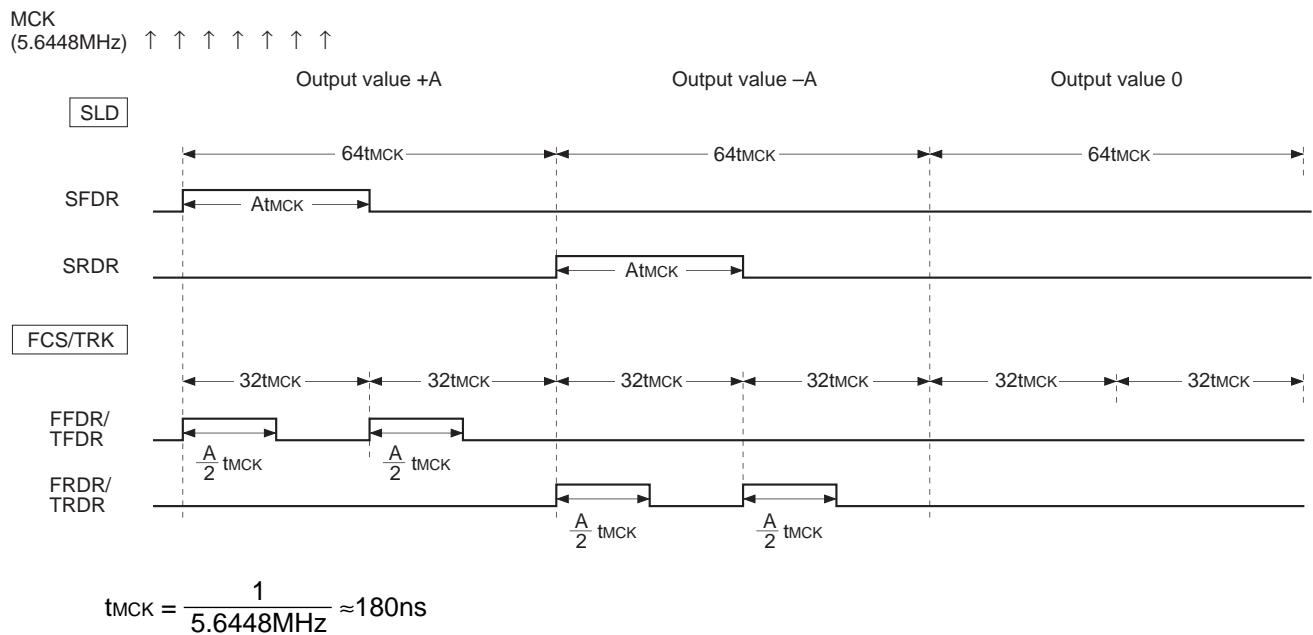 MCK
(5.6448MHz) ↑ ↑ ↑ ↑ ↑ ↑ ↑
Output value +A Output value –A Output value 0
SLD
64tMCK 64tMCK 64tMCK
SFDR AtMCK
SRDR AtMCK
FCS/TRK
32tMCK 32tMCK 32tMCK 32tMCK 32tMCK 32tMCK
FFDR/
TFDR
A/2 tMCK A/2 tMCK
FRDR/
TRDR
A/2 tMCK A/2 tMCK
tMCK = 1/5.6448MHz ≈180ns